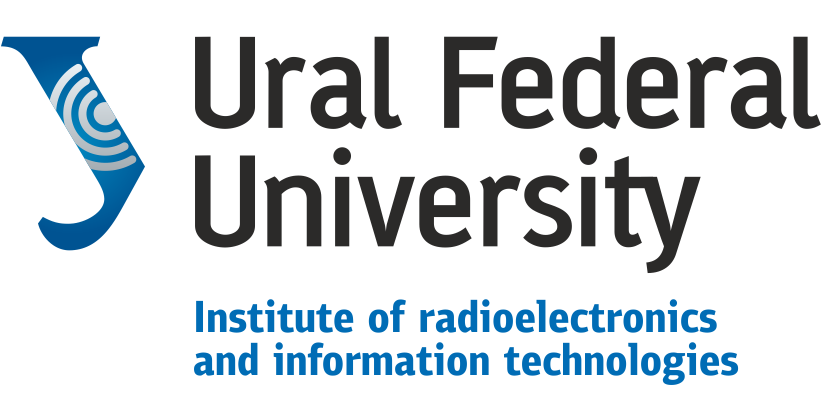 Ural Federal
University
Institute of radioelectronics
and information technologies